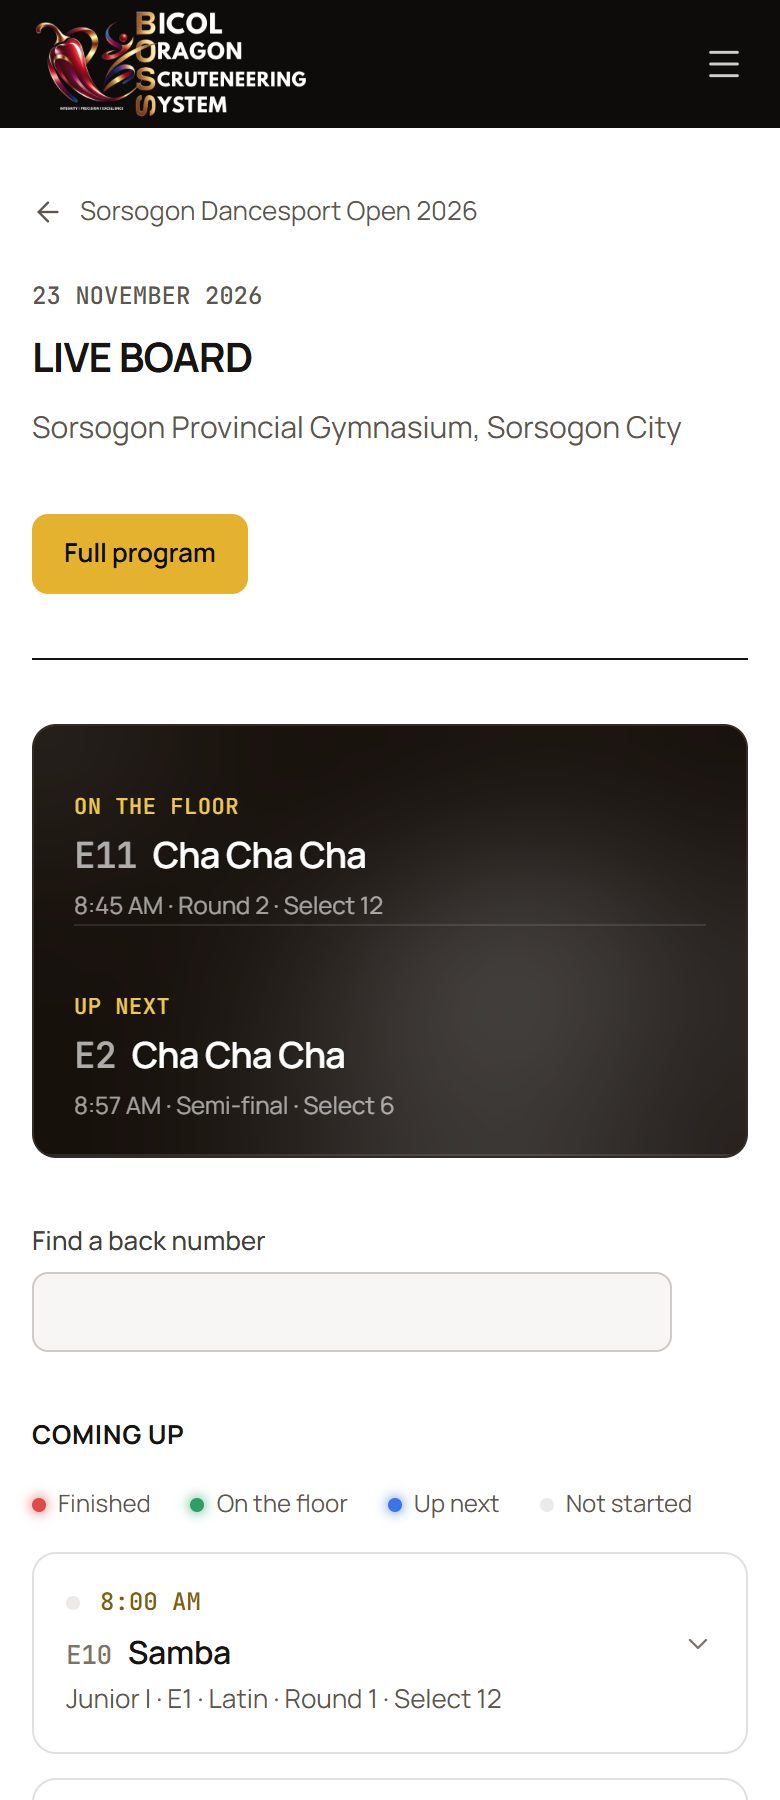 BICOL
DRAGON
SCRUTENEERING
SYSTEM
Sorsogon Dancesport Open 2026
23 NOVEMBER 2026
LIVE BOARD
Sorsogon Provincial Gymnasium, Sorsogon City
Full program
ON THE FLOOR
E11 Cha Cha Cha
8:45 AM · Round 2 · Select 12
UP NEXT
E2 Cha Cha Cha
8:57 AM · Semi-final · Select 6
Find a back number
COMING UP
Finished On the floor Up next Not started
8:00 AM
E10 Samba
Junior I · E1 · Latin · Round 1 · Select 12